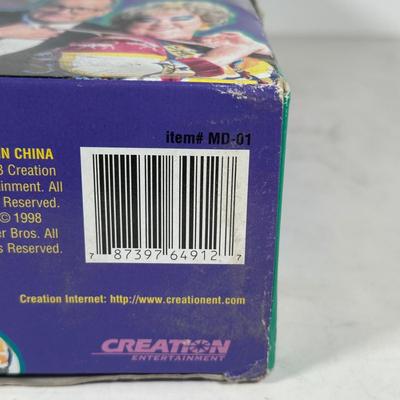 item# MD-01
N CHINA
Creation
inment. All
Reserved.
© 1998
er Bros. All
s Reserved.
7 87397 64912 7
Creation Internet: http://www.creationent.com
CREATION
ENTERTAINMENT